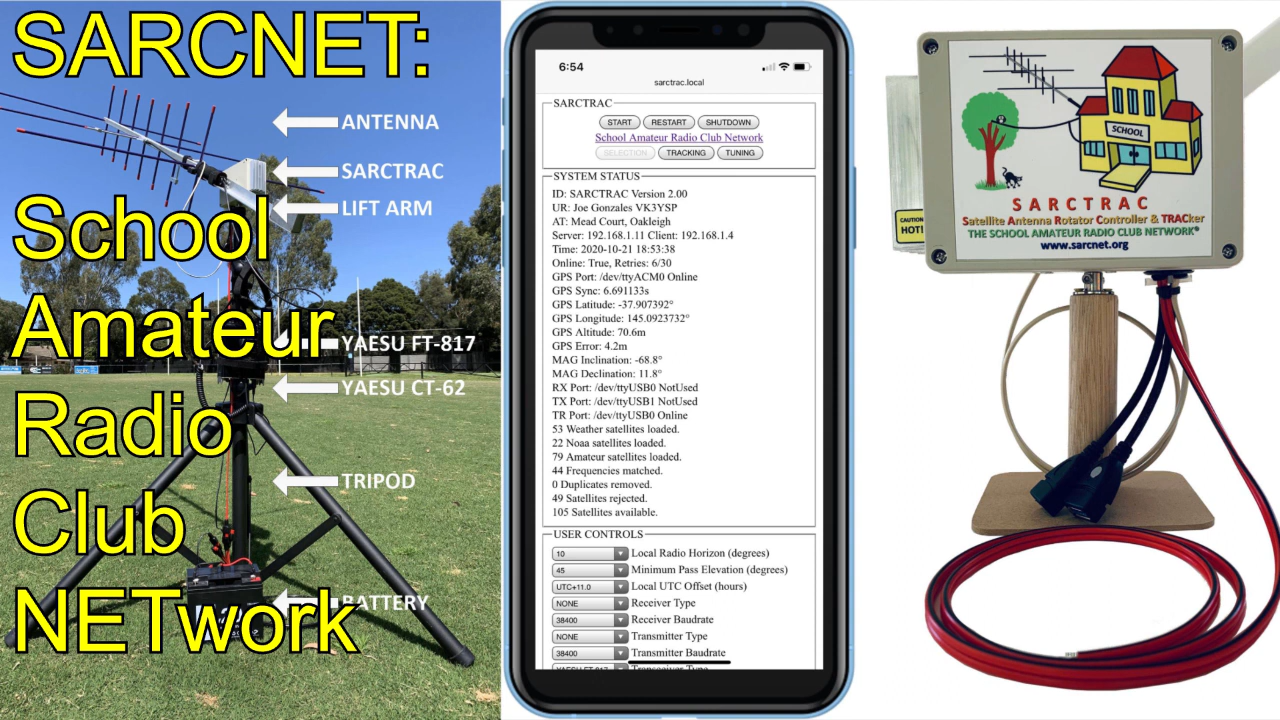 SARCNET:
School
Amateur
Radio
Club
NETwork
ANTENNA
SARCTRAC
LIFT ARM
YAESU FT-817
YAESU CT-62
TRIPOD
BATTERY
6:54
sarctrac.local
SARCTRAC
START RESTART SHUTDOWN
School Amateur Radio Club Network
SELECTION TRACKING TUNING
SYSTEM STATUS
ID: SARCTRAC Version 2.00
UR: Joe Gonzales VK3YSP
AT: Mead Court, Oakleigh
Server: 192.168.1.11 Client: 192.168.1.4
Time: 2020-10-21 18:53:38
Online: True, Retries: 6/30
GPS Port: /dev/ttyACM0 Online
GPS Sync: 6.691133s
GPS Latitude: -37.907392°
GPS Longitude: 145.0923732°
GPS Altitude: 70.6m
GPS Error: 4.2m
MAG Inclination: -68.8°
MAG Declination: 11.8°
RX Port: /dev/ttyUSB0 NotUsed
TX Port: /dev/ttyUSB1 NotUsed
TR Port: /dev/ttyUSB0 Online
53 Weather satellites loaded.
22 Noaa satellites loaded.
79 Amateur satellites loaded.
44 Frequencies matched.
0 Duplicates removed.
49 Satellites rejected.
105 Satellites available.
USER CONTROLS
10 Local Radio Horizon (degrees)
45 Minimum Pass Elevation (degrees)
UTC+11.0 Local UTC Offset (hours)
NONE Receiver Type
38400 Receiver Baudrate
NONE Transmitter Type
38400 Transmitter Baudrate
YAESU FT-817 Transceiver Type
SCHOOL
CAUTION
HOT!
SARCTRAC
Satellite Antenna Rotator Controller & TRACker
THE SCHOOL AMATEUR RADIO CLUB NETWORK®
www.sarcnet.org